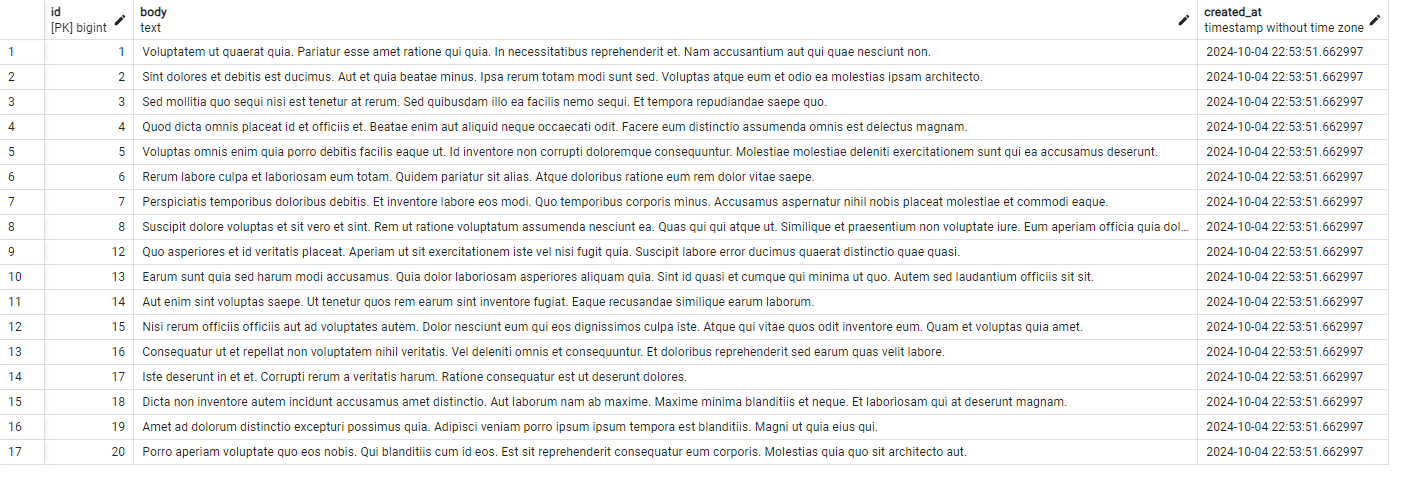 id body created_at
[PK] bigint text timestamp without time zone
1 1 Voluptatem ut quaerat quia. Pariatur esse amet ratione qui quia. In necessitatibus reprehenderit et. Nam accusantium aut qui quae nesciunt non. 2024-10-04 22:53:51.662997
2 2 Sint dolores et debitis est ducimus. Aut et quia beatae minus. Ipsa rerum totam modi sunt sed. Voluptas atque eum et odio ea molestias ipsam architecto. 2024-10-04 22:53:51.662997
3 3 Sed mollitia quo sequi nisi est tenetur at rerum. Sed quibusdam illo ea facilis nemo sequi. Et tempora repudiandae saepe quo. 2024-10-04 22:53:51.662997
4 4 Quod dicta omnis placeat id et officiis et. Beatae enim aut aliquid neque occaecati odit. Facere eum distinctio assumenda omnis est delectus magnam. 2024-10-04 22:53:51.662997
5 5 Voluptas omnis enim quia porro debitis facilis eaque ut. Id inventore non corrupti doloremque consequuntur. Molestiae molestiae deleniti exercitationem sunt qui ea accusamus deserunt. 2024-10-04 22:53:51.662997
6 6 Rerum labore culpa et laboriosam eum totam. Quidem pariatur sit alias. Atque doloribus ratione eum rem dolor vitae saepe. 2024-10-04 22:53:51.662997
7 7 Perspiciatis temporibus doloribus debitis. Et inventore labore eos modi. Quo temporibus corporis minus. Accusamus aspernatur nihil nobis placeat molestiae et commodi eaque. 2024-10-04 22:53:51.662997
8 8 Suscipit dolore voluptas et sit vero et sint. Rem ut ratione voluptatum assumenda nesciunt ea. Quas qui qui atque ut. Similique et praesentium non voluptate iure. Eum aperiam officia quia dol... 2024-10-04 22:53:51.662997
9 12 Quo asperiores et id veritatis placeat. Aperiam ut sit exercitationem iste vel nisi fugit quia. Suscipit labore error ducimus quaerat distinctio quae quasi. 2024-10-04 22:53:51.662997
10 13 Earum sunt quia sed harum modi accusamus. Quia dolor laboriosam asperiores aliquam quia. Sint id quasi et cumque qui minima ut quo. Autem sed laudantium officiis sit sit. 2024-10-04 22:53:51.662997
11 14 Aut enim sint voluptas saepe. Ut tenetur quos rem earum sint inventore fugiat. Eaque recusandae similique earum laborum. 2024-10-04 22:53:51.662997
12 15 Nisi rerum officiis officiis aut ad voluptates autem. Dolor nesciunt eum qui eos dignissimos culpa iste. Atque qui vitae quos odit inventore eum. Quam et voluptas quia amet. 2024-10-04 22:53:51.662997
13 16 Consequatur ut et repellat non voluptatem nihil veritatis. Vel deleniti omnis et consequuntur. Et doloribus reprehenderit sed earum quas velit labore. 2024-10-04 22:53:51.662997
14 17 Iste deserunt in et et. Corrupti rerum a veritatis harum. Ratione consequatur est ut deserunt dolores. 2024-10-04 22:53:51.662997
15 18 Dicta non inventore autem incidunt accusamus amet distinctio. Aut laborum nam ab maxime. Maxime minima blanditiis et neque. Et laboriosam qui at deserunt magnam. 2024-10-04 22:53:51.662997
16 19 Amet ad dolorum distinctio excepturi possimus quia. Adipisci veniam porro ipsum ipsum tempora est blanditiis. Magni ut quia eius qui. 2024-10-04 22:53:51.662997
17 20 Porro aperiam voluptate quo eos nobis. Qui blanditiis cum id eos. Est sit reprehenderit consequatur eum corporis. Molestias quia quo sit architecto aut. 2024-10-04 22:53:51.662997